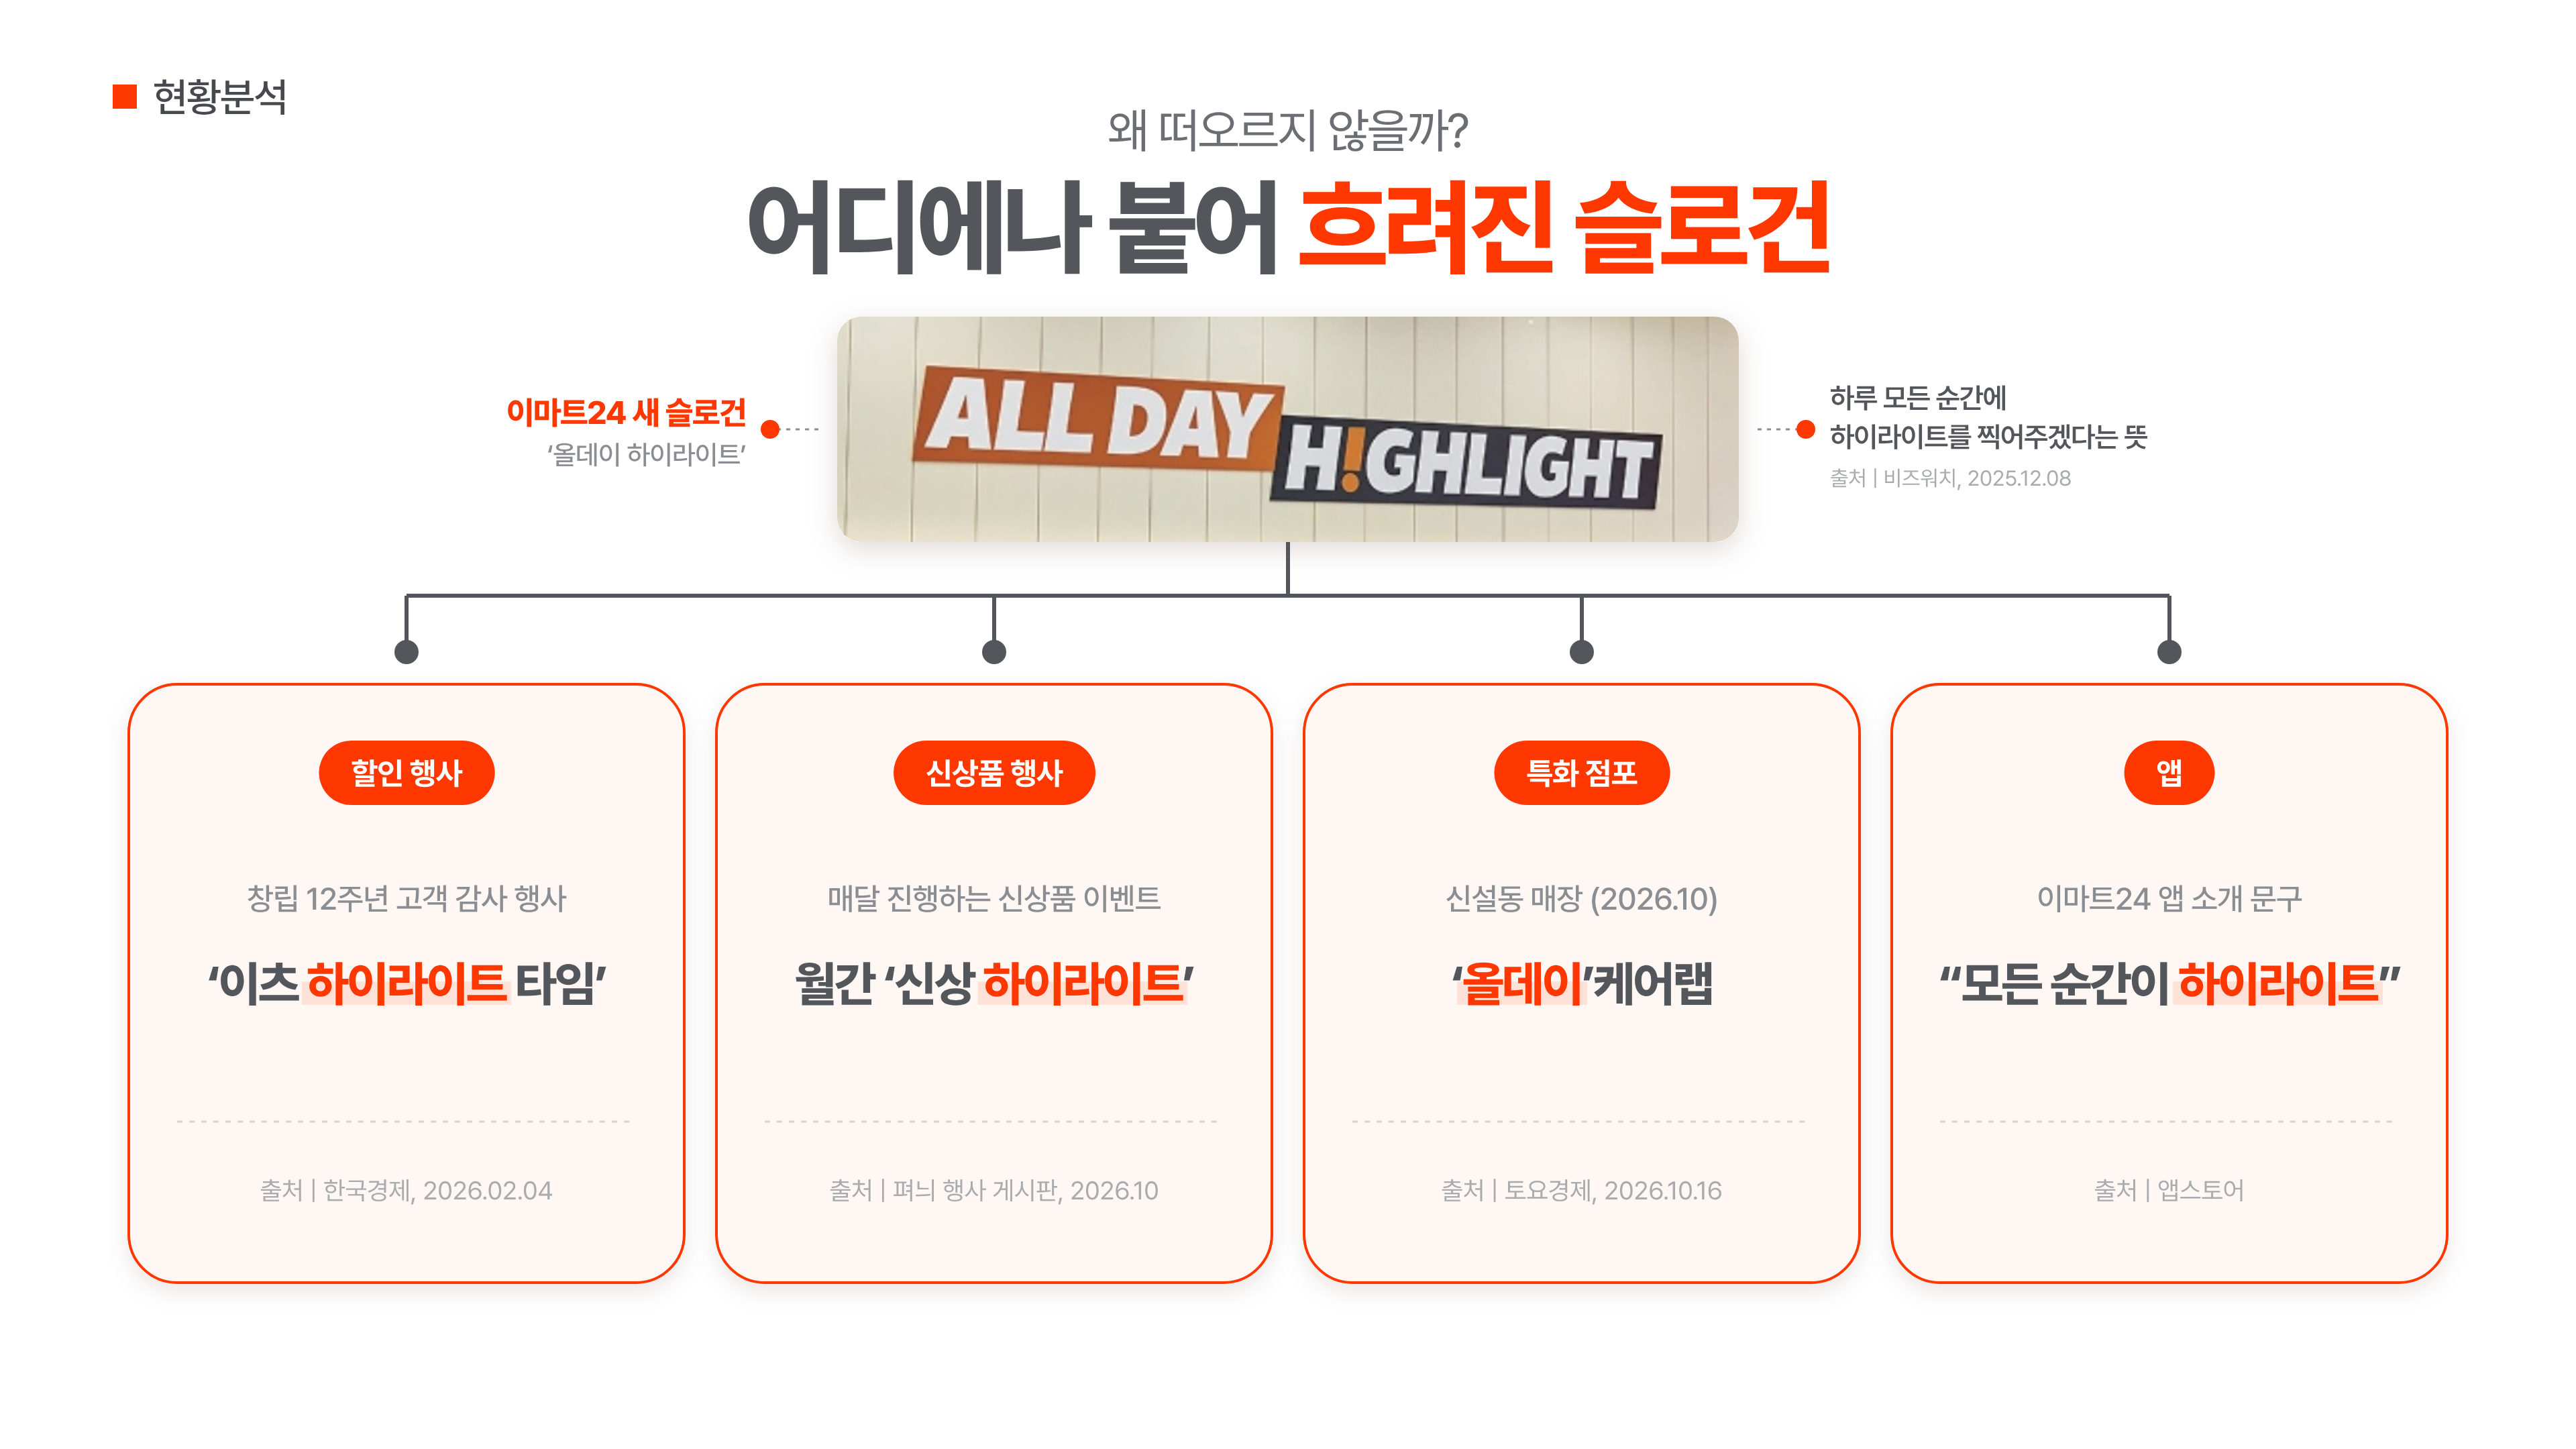 현황분석
왜 떠오르지 않을까?
어디에나 붙어 흐려진 슬로건
이마트24 새 슬로건
‘올데이 하이라이트’
ALL DAY
H!GHLIGHT
하루 모든 순간에
하이라이트를 찍어주겠다는 뜻
출처 | 비즈워치, 2025.12.08
할인 행사
창립 12주년 고객 감사 행사
‘이츠 하이라이트 타임’
출처 | 한국경제, 2026.02.04
신상품 행사
매달 진행하는 신상품 이벤트
월간 ‘신상 하이라이트’
출처 | 펴늬 행사 게시판, 2026.10
특화 점포
신설동 매장 (2026.10)
‘올데이’케어랩
출처 | 토요경제, 2026.10.16
앱
이마트24 앱 소개 문구
“모든 순간이 하이라이트”
출처 | 앱스토어